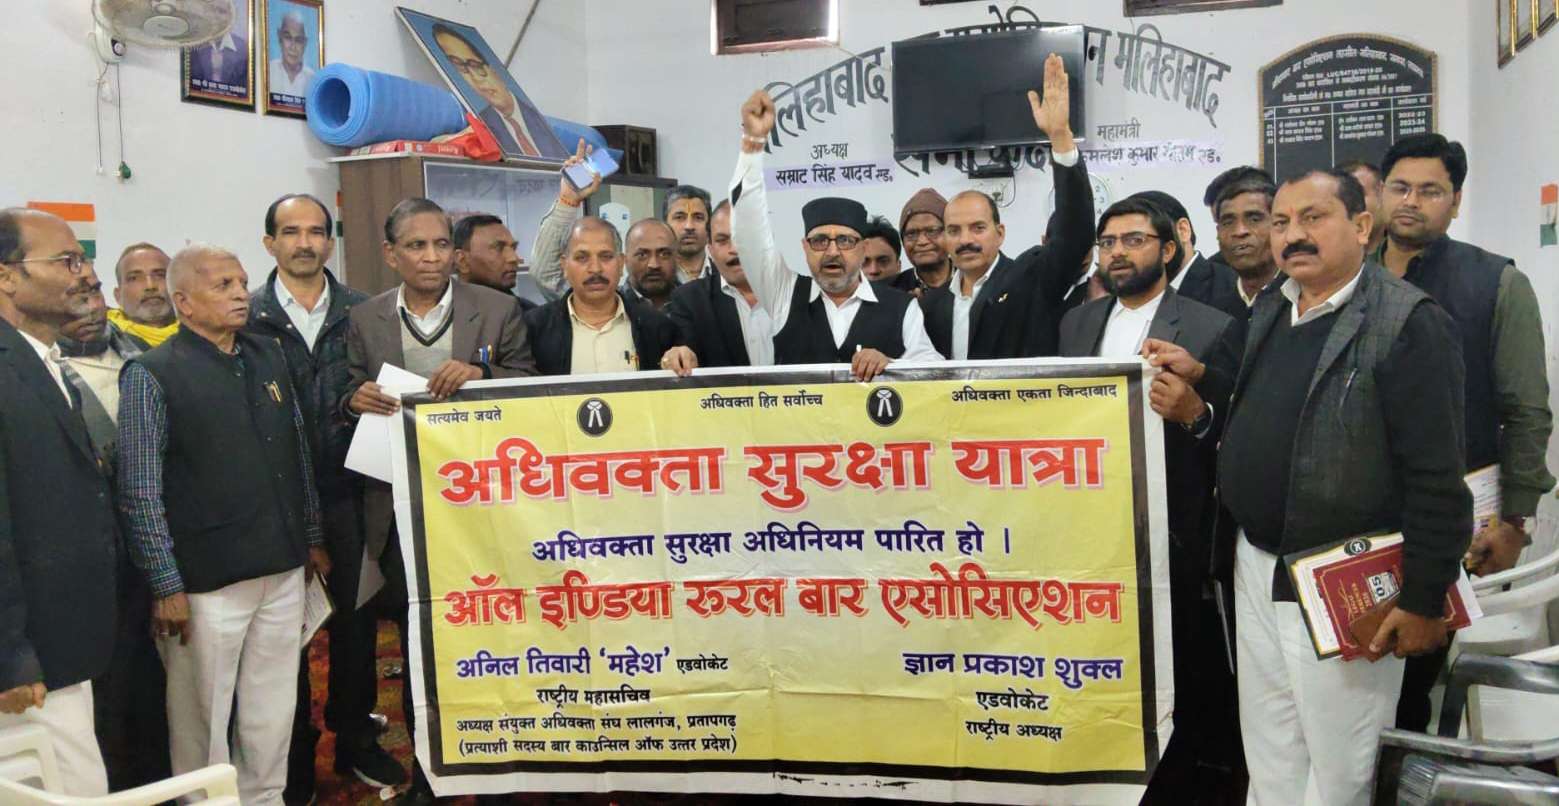 मलिहाबाद
मलिहाबाद
अध्यक्ष
सम्राट सिंह यादव एड०
महामंत्री
कमलेश कुमार
सत्यमेव जयते
अधिवक्ता हित सर्वोच्च
अधिवक्ता एकता जिन्दाबाद
अधिवक्ता सुरक्षा यात्रा
अधिवक्ता सुरक्षा अधिनियम पारित हो ।
ऑल इण्डिया रूरल बार एसोसिएशन
अनिल तिवारी ‘महेश’ एडवोकेट
राष्ट्रीय महासचिव
अध्यक्ष संयुक्त अधिवक्ता संघ लालगंज, प्रतापगढ़
(प्रत्याशी सदस्य बार काउन्सिल ऑफ उत्तर प्रदेश)
ज्ञान प्रकाश शुक्ल
एडवोकेट
राष्ट्रीय अध्यक्ष